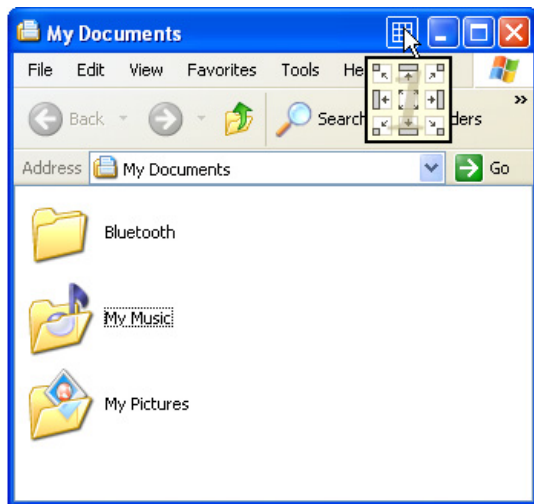 My Documents
File Edit View Favorites Tools He
Back Search ders
Address My Documents Go
Bluetooth
My Music
My Pictures